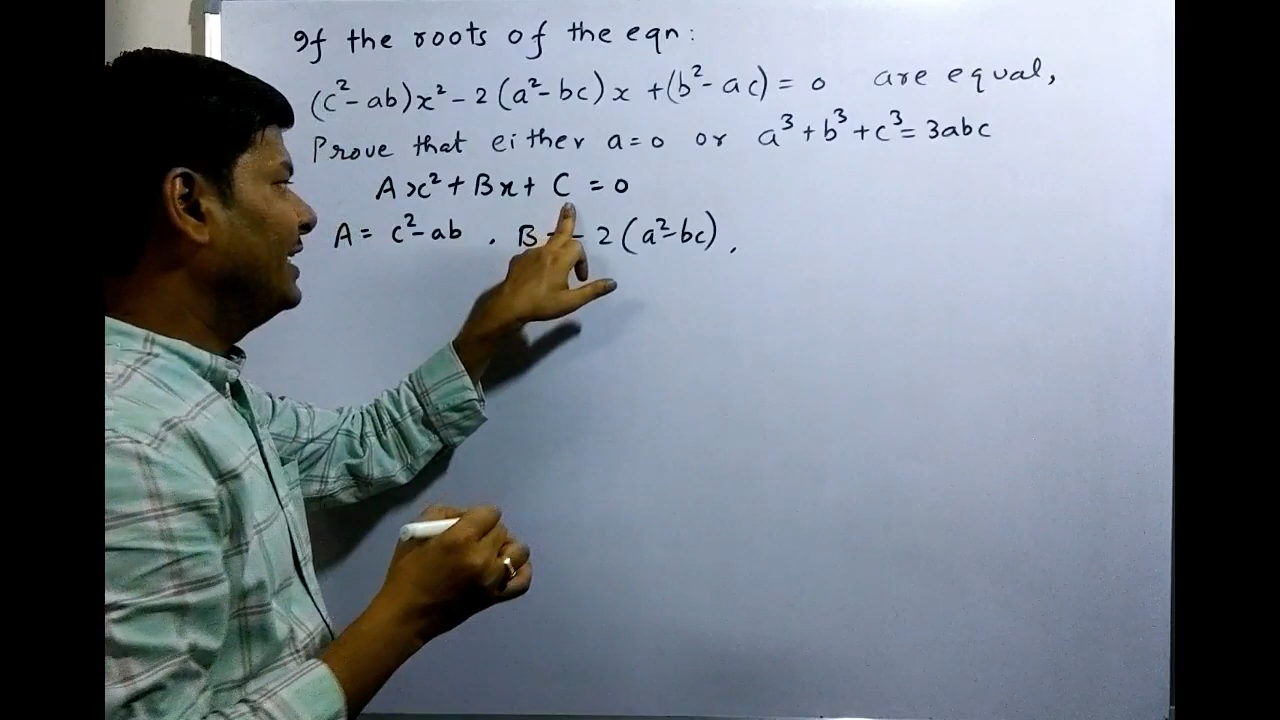 If the roots of the eqn:
(c²-ab)x² - 2(a²-bc)x + (b²-ac) = 0 are equal,
Prove that either a=0 or a³+b³+c³=3abc
Ax²+Bx+C=0
A= c²-ab , B=-2(a²-bc),